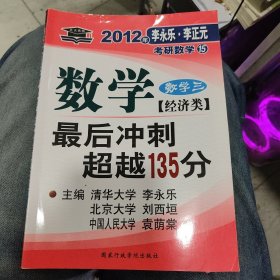 2012年 李永乐·李正元
考研数学 15
数学 数学三
【经济类】
最后冲刺
超越135分
主编 清华大学 李永乐
北京大学 刘西垣
中国人民大学 袁荫棠
国家行政学院出版社